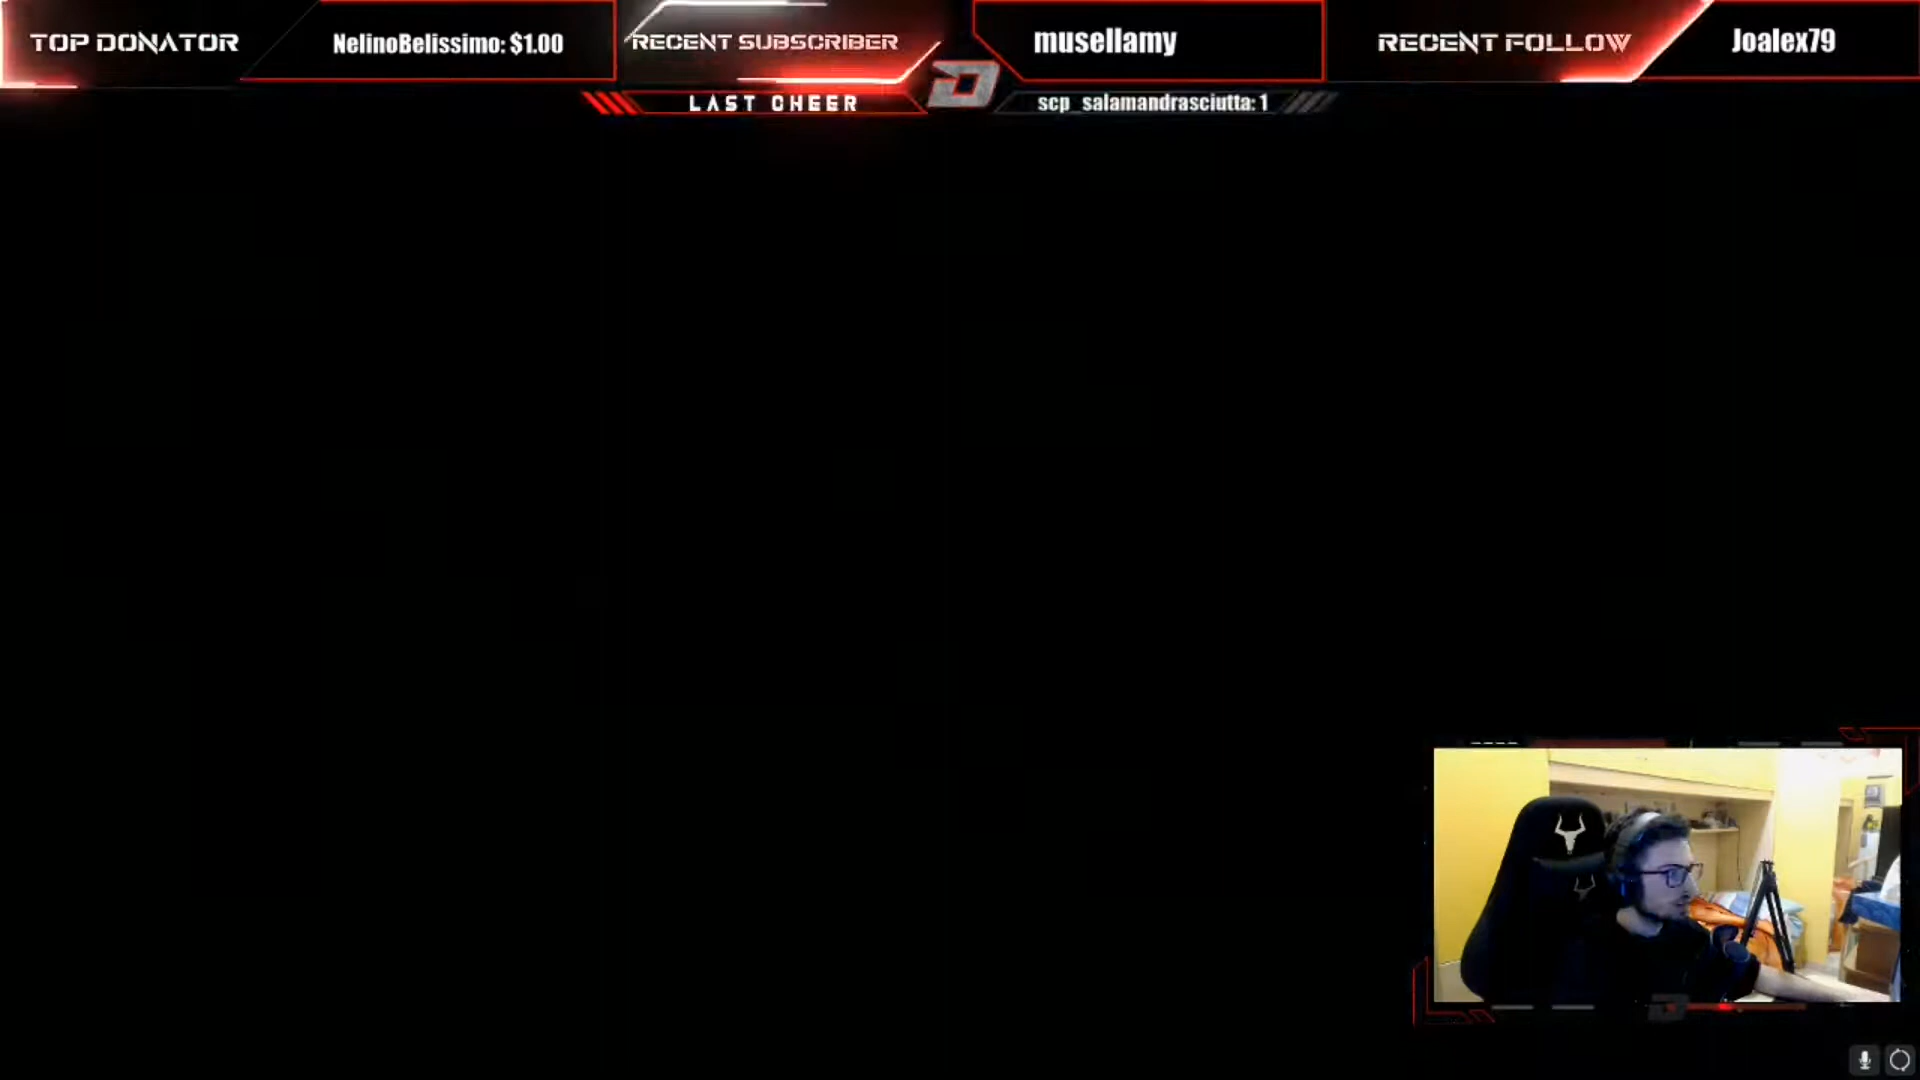 TOP DONATOR
NelinoBelissimo: $1.00
RECENT SUBSCRIBER
musellamy
RECENT FOLLOW
Joalex79
LAST CHEER
D
scp_salamandrasciutta: 1